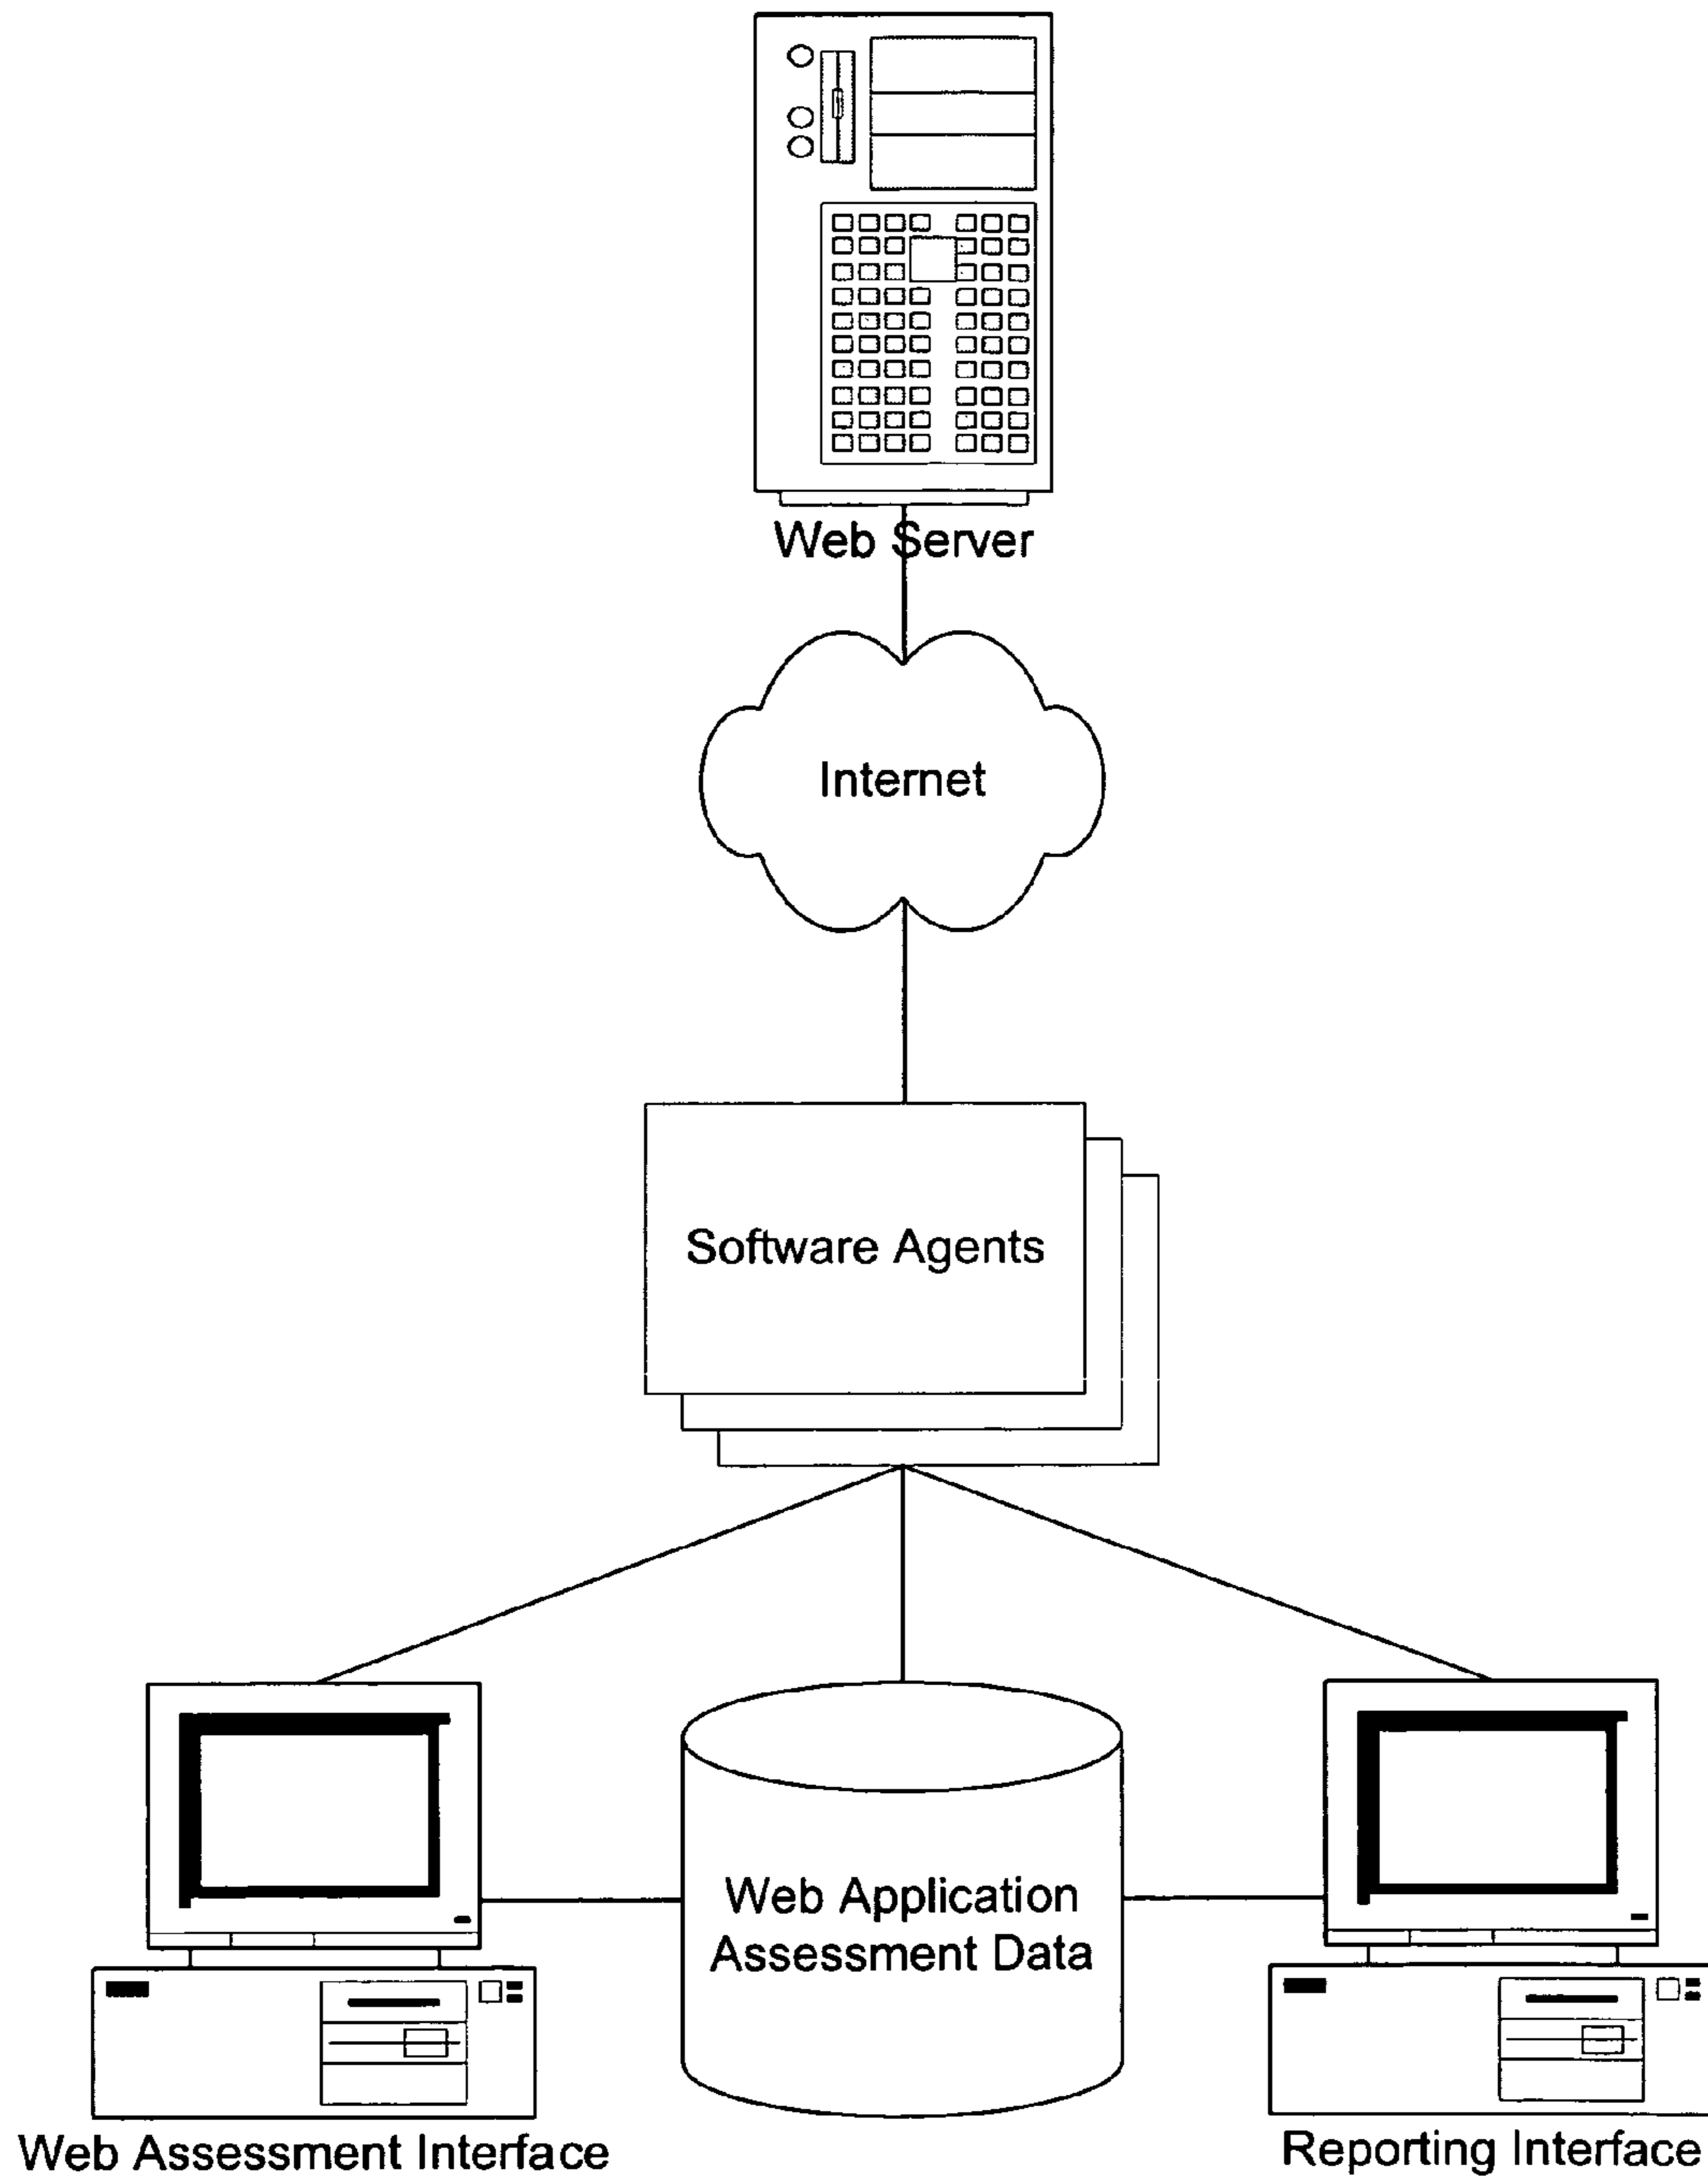 Web Server
Internet
Software Agents
Web Application
Assessment Data
Web Assessment Interface
Reporting Interface